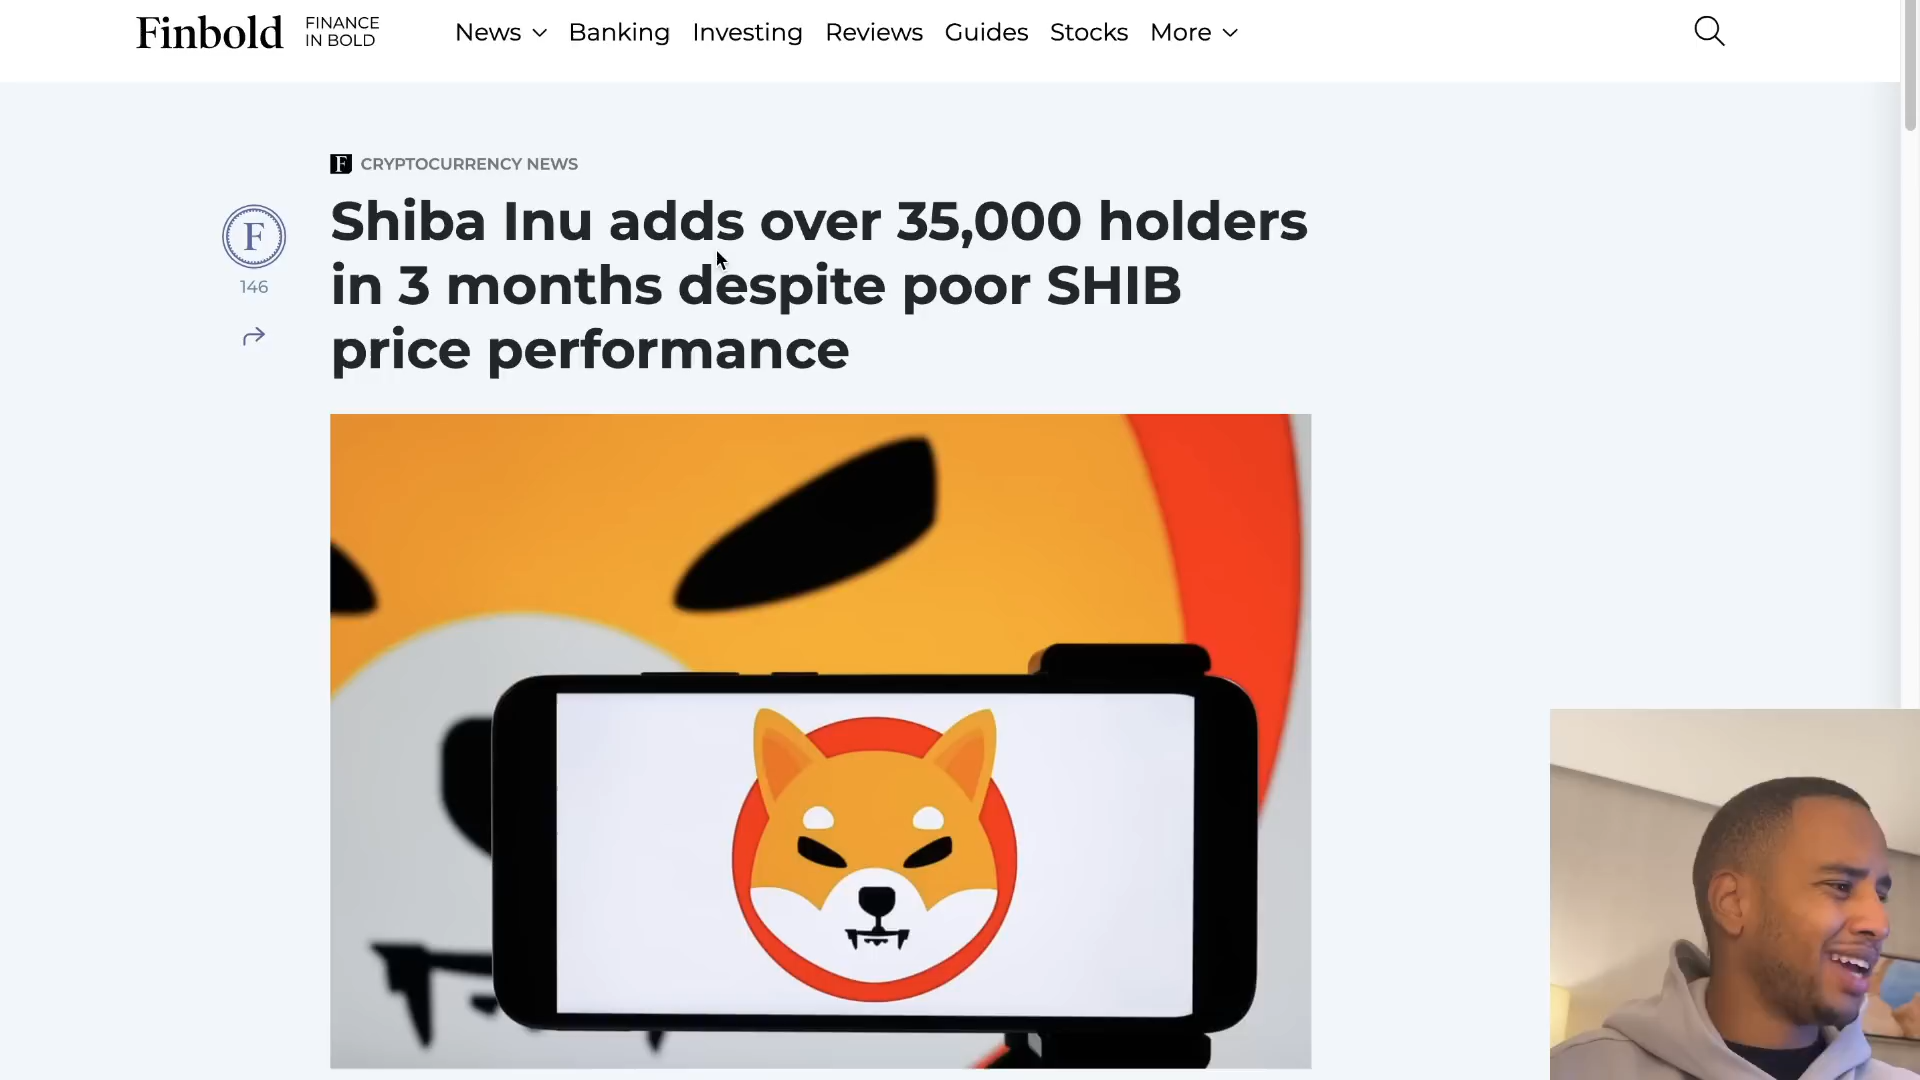 Finbold
FINANCE
IN BOLD
News
Banking
Investing
Reviews
Guides
Stocks
More
F
CRYPTOCURRENCY NEWS
F
146
Shiba Inu adds over 35,000 holders
in 3 months despite poor SHIB
price performance